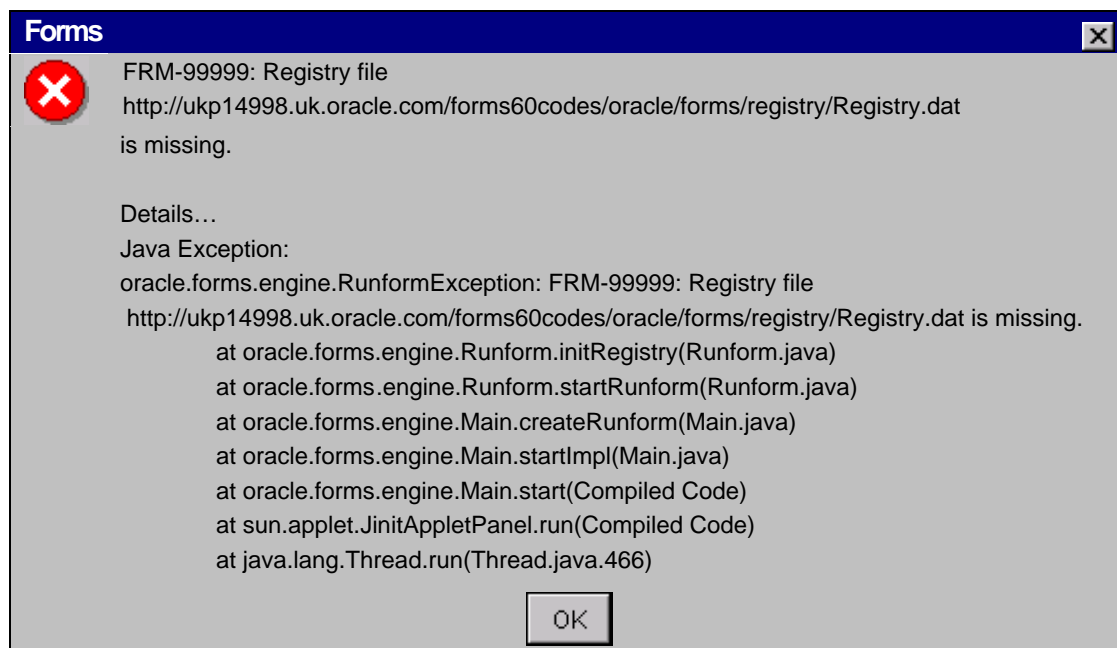 Forms
FRM-99999: Registry file
http://ukp14998.uk.oracle.com/forms60codes/oracle/forms/registry/Registry.dat
is missing.
Details…
Java Exception:
oracle.forms.engine.RunformException: FRM-99999: Registry file
http://ukp14998.uk.oracle.com/forms60codes/oracle/forms/registry/Registry.dat is missing.
at oracle.forms.engine.Runform.initRegistry(Runform.java)
at oracle.forms.engine.Runform.startRunform(Runform.java)
at oracle.forms.engine.Main.createRunform(Main.java)
at oracle.forms.engine.Main.startImpl(Main.java)
at oracle.forms.engine.Main.start(Compiled Code)
at sun.applet.JinitAppletPanel.run(Compiled Code)
at java.lang.Thread.run(Thread.java.466)
OK